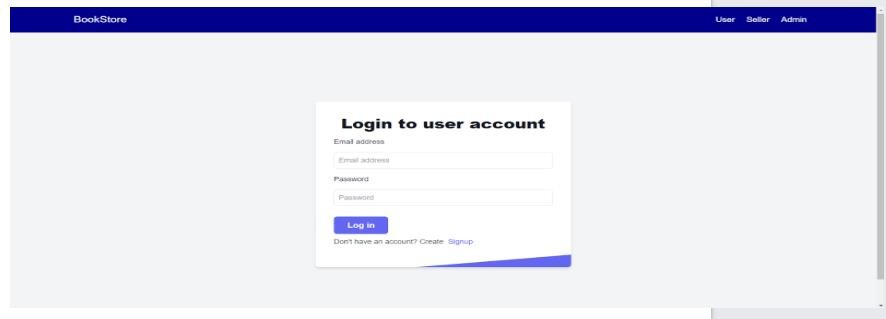 BookStore
User Seller Admin
Login to user account
Email address
Email address
Password
Password
Log in
Don't have an account? Create Signup